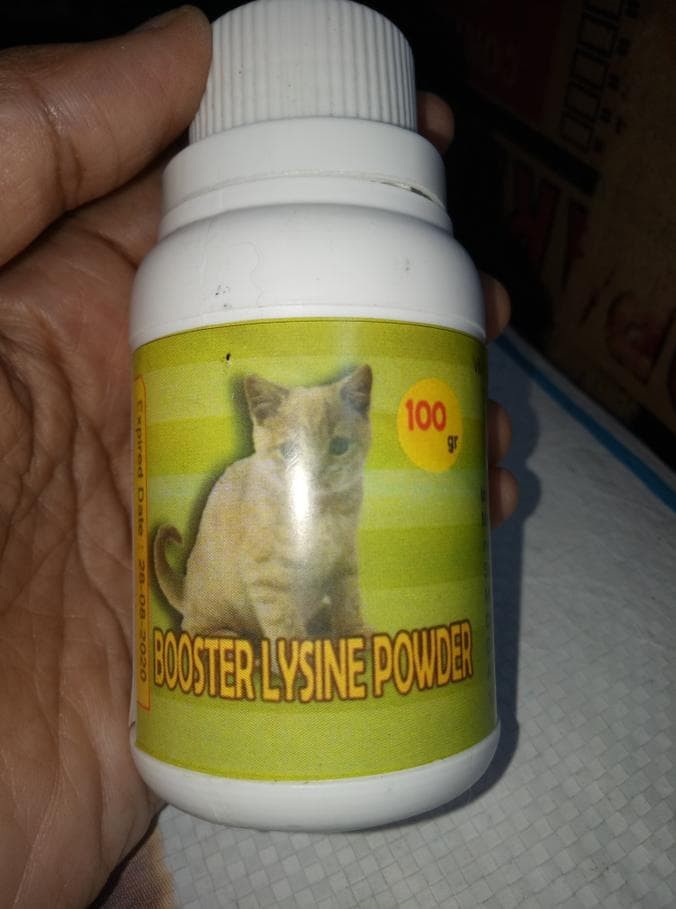 100
gr
Expired Date : 28-08-2020
BOOSTER LYSINE POWDER